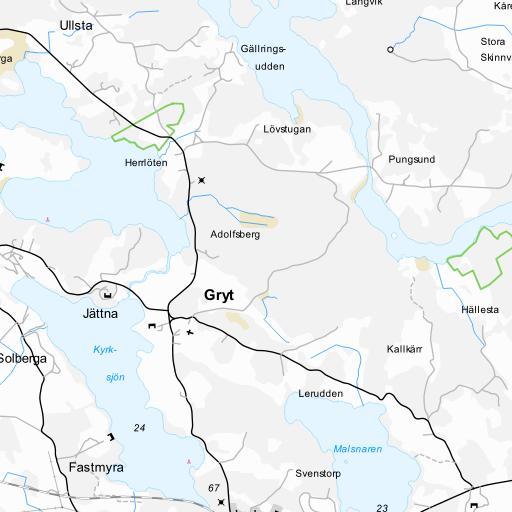 Långvik
Ullsta
Gällrings-
udden
Stora
Skinnv
Lövstugan
Herrlöten
Pungsund
Adolfsberg
Gryt
Jättna
Hällesta
Kyrk-
sjön
Solberga
Kallkärr
Lerudden
24
Malsnaren
Fastmyra
Svenstorp
67
23